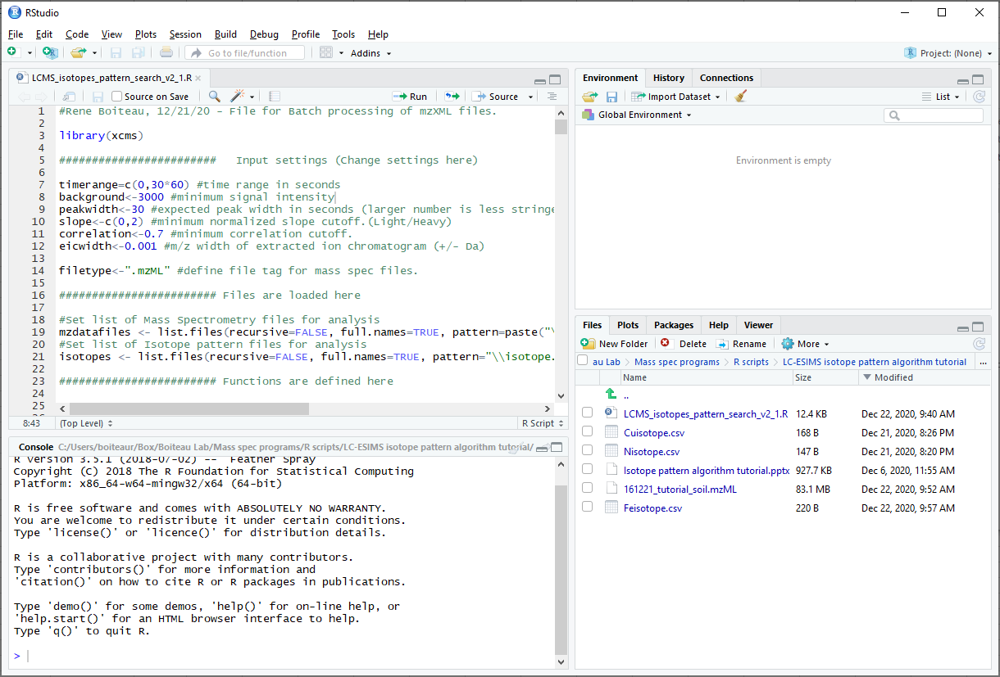 RStudio
File Edit Code View Plots Session Build Debug Profile Tools Help
Go to file/function Addins Project: (None)
LCMS_isotopes_pattern_search_v2_1.R
Source on Save Run Source
1 #Rene Boiteau, 12/21/20 - File for Batch processing of mzXML files.
2
3 library(xcms)
4
5 ######################## Input settings (Change settings here)
6
7 timerange=c(0,30*60) #time range in seconds
8 background<-3000 #minimum signal intensity
9 peakwidth<-30 #expected peak width in seconds (larger number is less stringe
10 slope<-c(0,2) #minimum normalized slope cutoff.(Light/Heavy)
11 correlation<-0.7 #minimum correlation cutoff.
12 eicwidth<-0.001 #m/z width of extracted ion chromatogram (+/- Da)
13
14 filetype<-".mzML" #define file tag for mass spec files.
15
16 ######################## Files are loaded here
17
18 #Set list of Mass Spectrometry files for analysis
19 mzdatafiles <- list.files(recursive=FALSE, full.names=TRUE, pattern=paste("\
20 #Set list of Isotope pattern files for analysis
21 isotopes <- list.files(recursive=FALSE, full.names=TRUE, pattern="\\isotope.
22
23 ######################## Functions are defined here
24
25
8:43 (Top Level) R Script
Console C:/Users/boiteaur/Box/Boiteau Lab/Mass spec programs/R scripts/LC-ESIMS isotope pattern algorithm tutorial/
R version 3.5.1 (2018-07-02) -- "Feather Spray"
Copyright (C) 2018 The R Foundation for Statistical Computing
Platform: x86_64-w64-mingw32/x64 (64-bit)
R is free software and comes with ABSOLUTELY NO WARRANTY.
You are welcome to redistribute it under certain conditions.
Type 'license()' or 'licence()' for distribution details.
R is a collaborative project with many contributors.
Type 'contributors()' for more information and
'citation()' on how to cite R or R packages in publications.
Type 'demo()' for some demos, 'help()' for on-line help, or
'help.start()' for an HTML browser interface to help.
Type 'q()' to quit R.
>
Environment History Connections
Import Dataset List
Global Environment
Environment is empty
Files Plots Packages Help Viewer
New Folder Delete Rename More
au Lab > Mass spec programs > R scripts > LC-ESIMS isotope pattern algorithm tutorial ...
Name Size Modified
..
LCMS_isotopes_pattern_search_v2_1.R 12.4 KB Dec 22, 2020, 9:40 AM
Cuisotope.csv 168 B Dec 21, 2020, 8:26 PM
Nisotope.csv 147 B Dec 21, 2020, 8:20 PM
Isotope pattern algorithm tutorial.pptx 927.7 KB Dec 6, 2020, 11:55 AM
161221_tutorial_soil.mzML 83.1 MB Dec 22, 2020, 9:52 AM
Feisotope.csv 220 B Dec 22, 2020, 9:57 AM